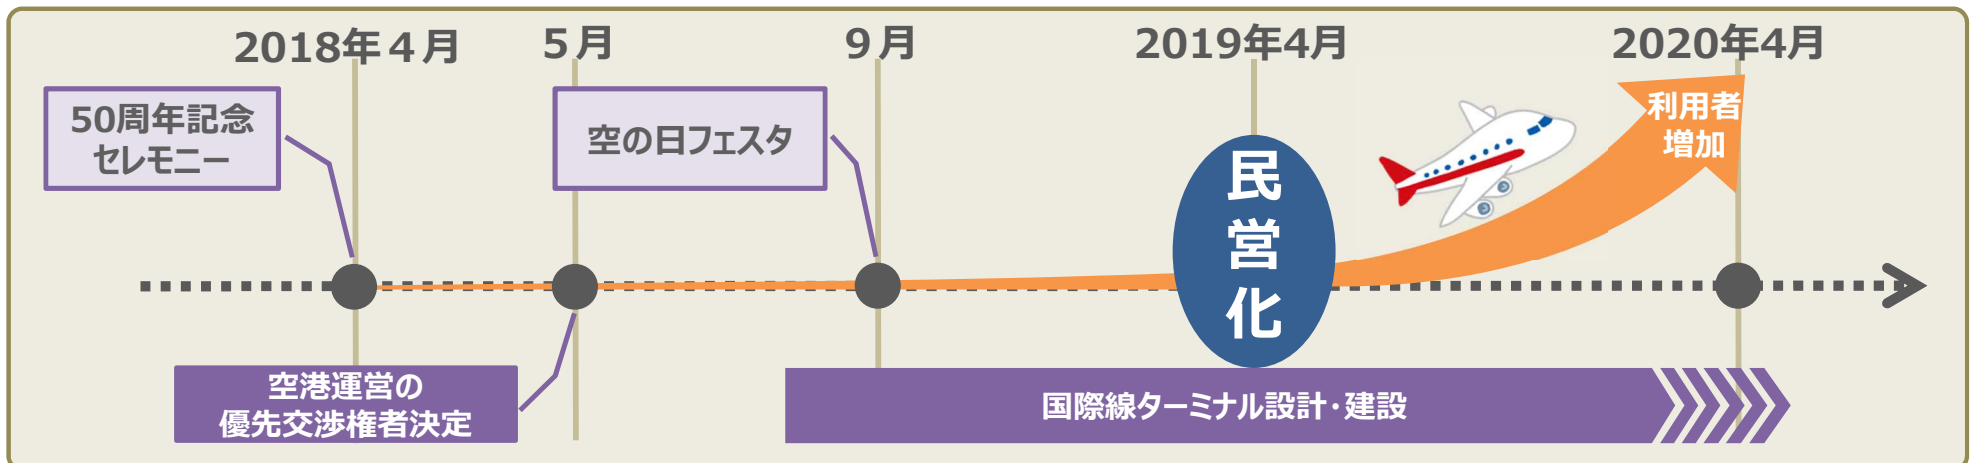 2018年４月
５月
９月
2019年4月
2020年4月
50周年記念
セレモニー
空の日フェスタ
利用者
増加
民
営
化
空港運営の
優先交渉権者決定
国際線ターミナル設計･建設